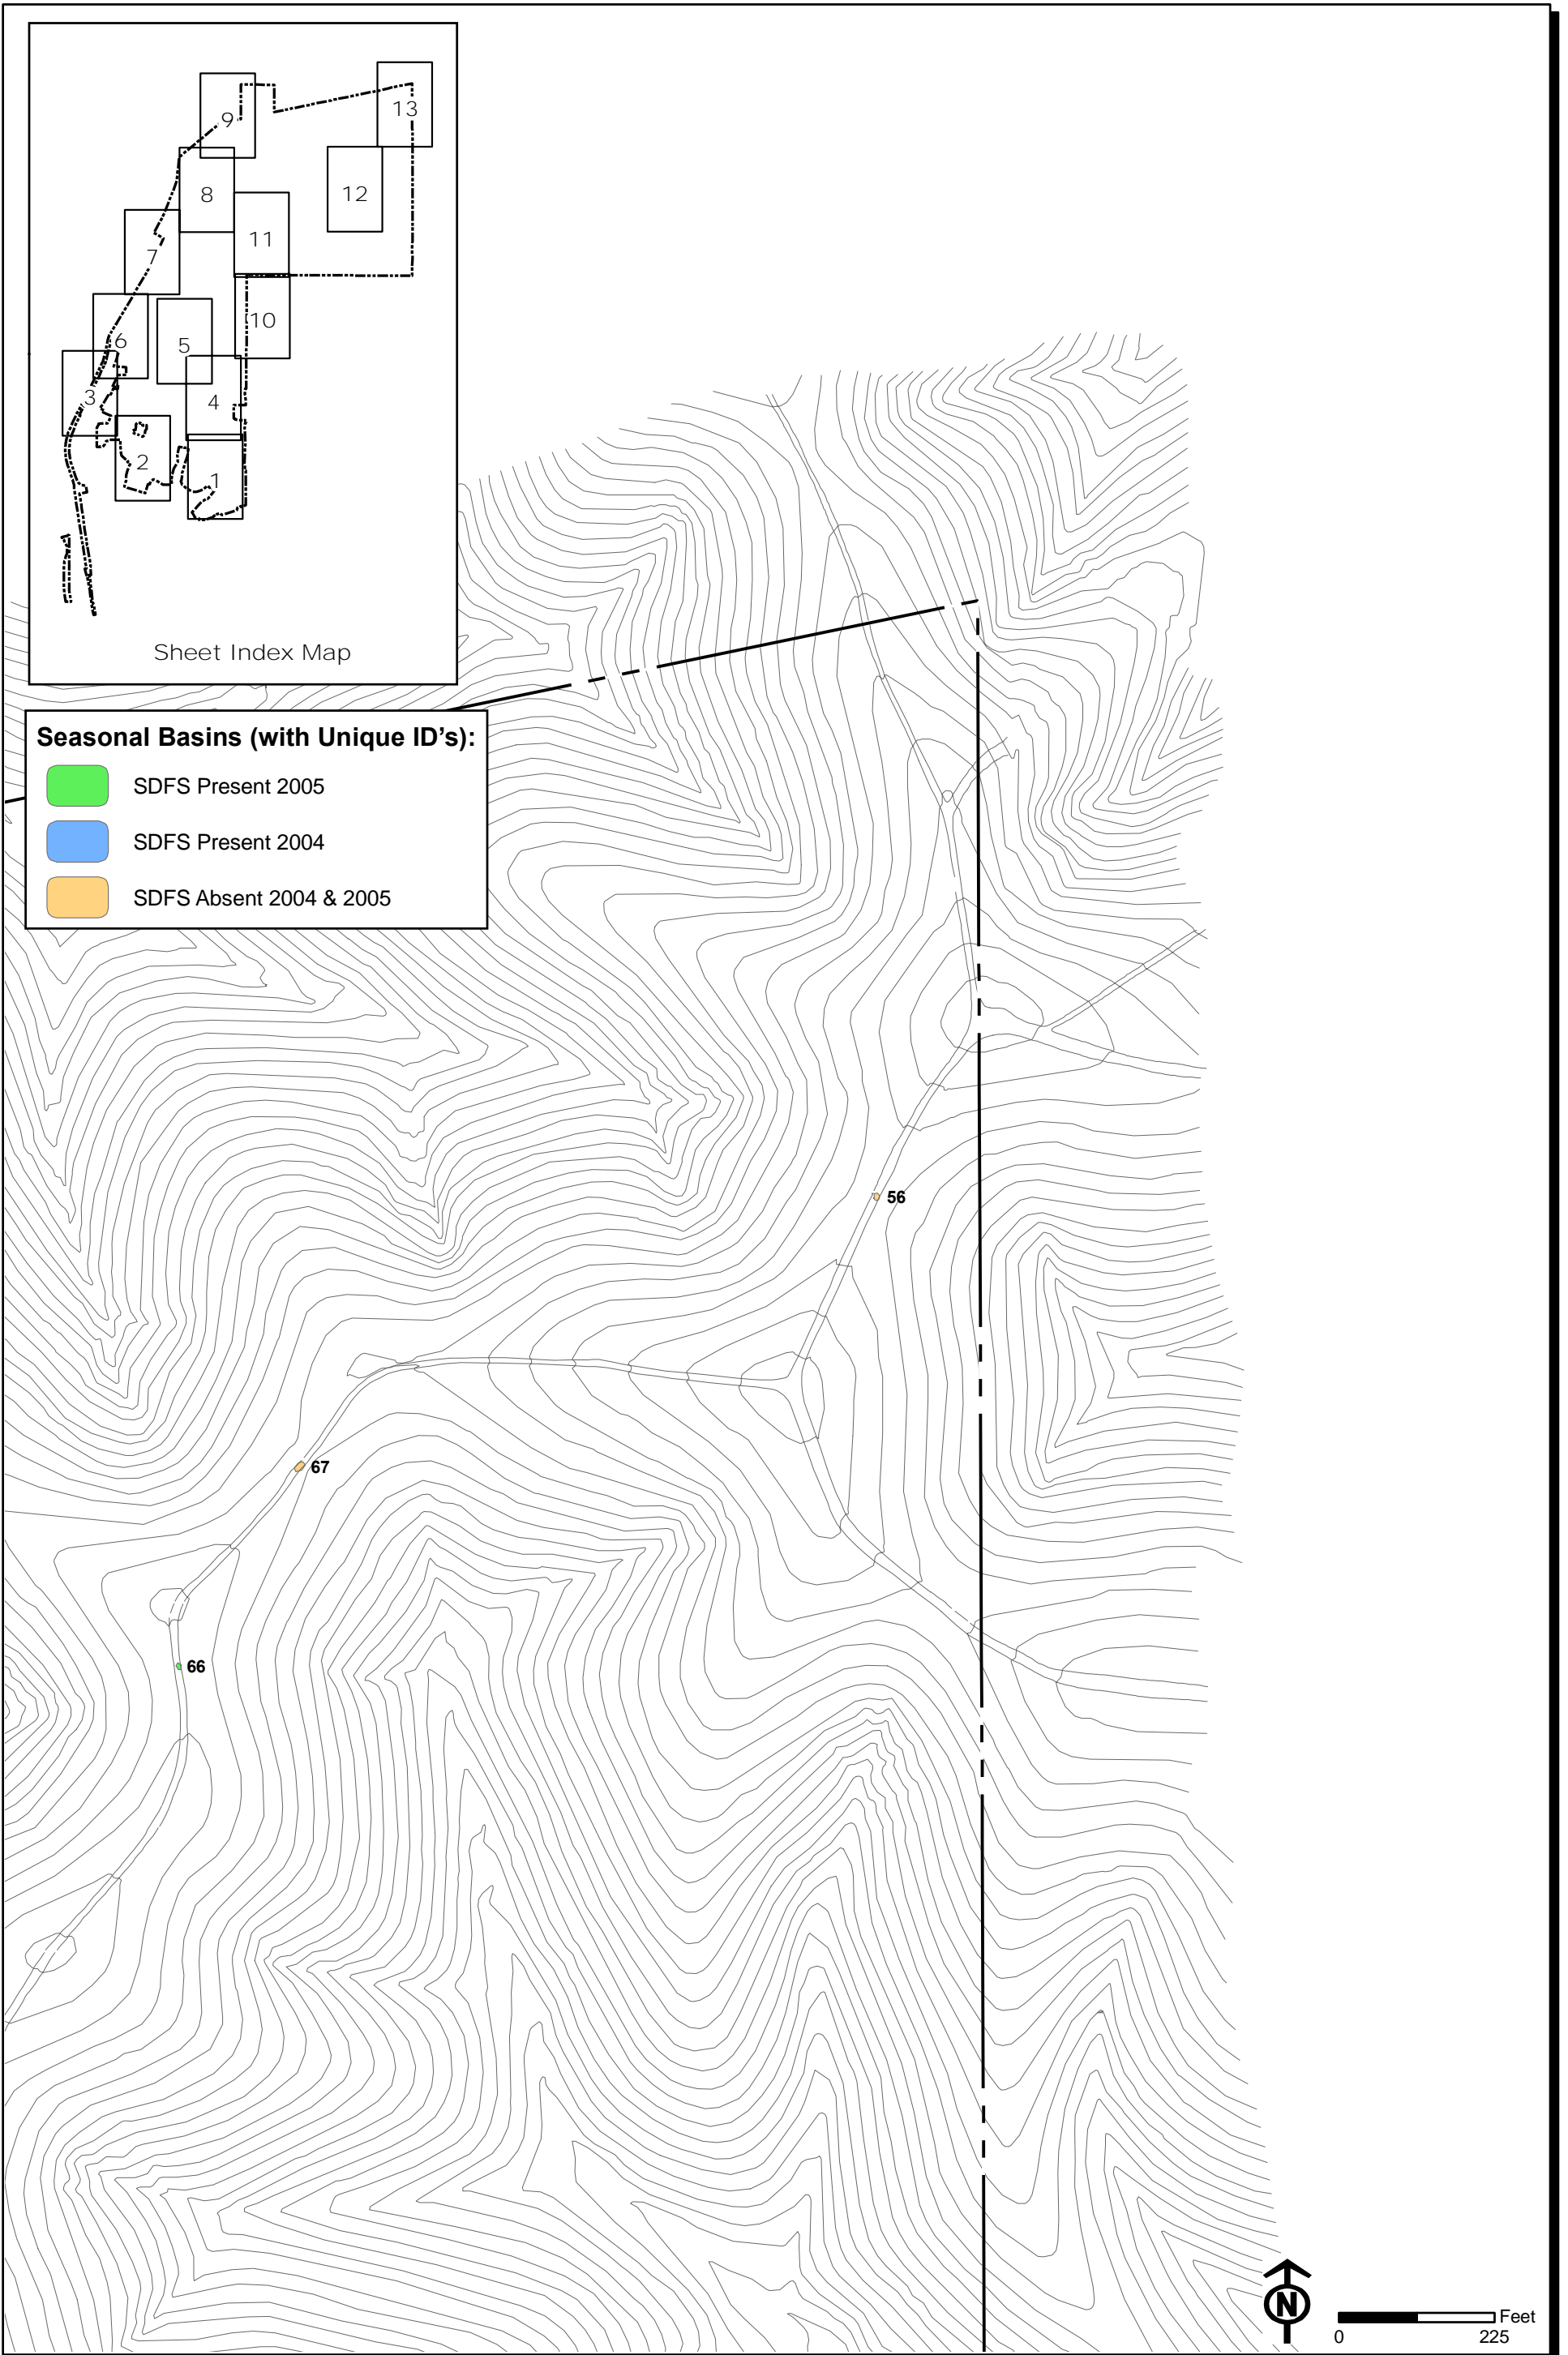 9
13
8
12
11
7
10
6
5
3
4
2
1
Sheet Index Map
Seasonal Basins (with Unique ID’s):
SDFS Present 2005
SDFS Present 2004
SDFS Absent 2004 & 2005
56
67
66
N
Feet
0 225